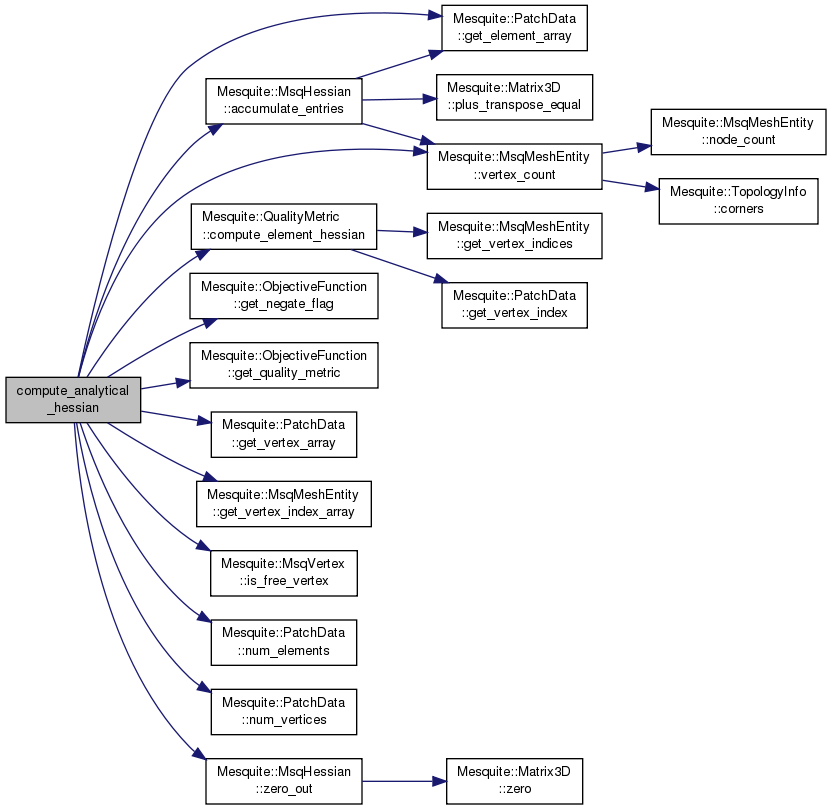 Mesquite::PatchData
::get_element_array
Mesquite::MsqHessian
::accumulate_entries
Mesquite::Matrix3D
::plus_transpose_equal
Mesquite::MsqMeshEntity
::node_count
Mesquite::MsqMeshEntity
::vertex_count
Mesquite::TopologyInfo
::corners
Mesquite::QualityMetric
::compute_element_hessian
Mesquite::MsqMeshEntity
::get_vertex_indices
Mesquite::ObjectiveFunction
::get_negate_flag
Mesquite::PatchData
::get_vertex_index
Mesquite::ObjectiveFunction
::get_quality_metric
compute_analytical
_hessian
Mesquite::PatchData
::get_vertex_array
Mesquite::MsqMeshEntity
::get_vertex_index_array
Mesquite::MsqVertex
::is_free_vertex
Mesquite::PatchData
::num_elements
Mesquite::PatchData
::num_vertices
Mesquite::MsqHessian
::zero_out
Mesquite::Matrix3D
::zero